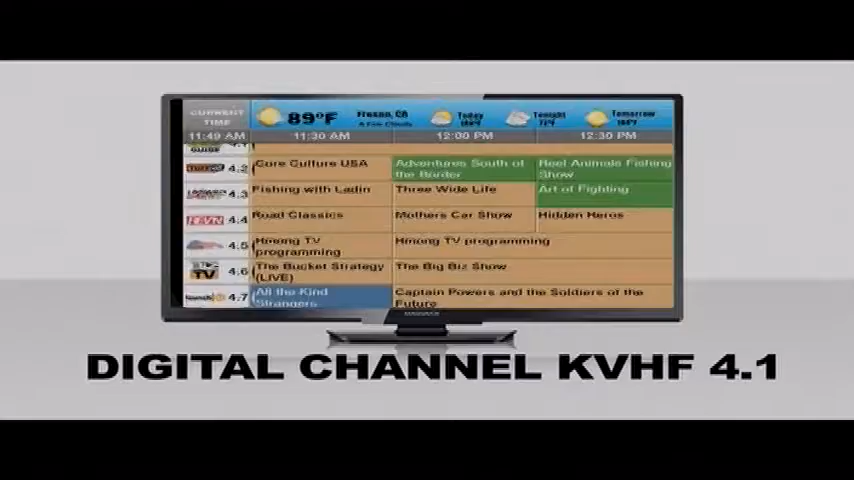 CURRENT
TIME
89°F
Fresno, CA
A Few Clouds
Today
Tonight
Tomorrow
11:49 AM
11:30 AM
12:00 PM
12:30 PM
GUIDE
4.2
Core Culture USA
Adventures South of
the Border
Reel Animals Fishing
Show
4.3
Fishing with Ladin
Three Wide Life
Art of Fighting
4.4
Road Classics
Mothers Car Show
Hidden Heros
4.5
Hmong TV
programming
Hmong TV programming
TV
4.6
The Bucket Strategy
(LIVE)
The Big Biz Show
4.7
All the Kind
Strangers
Captain Powers and the Soldiers of the
Future
DIGITAL CHANNEL KVHF 4.1